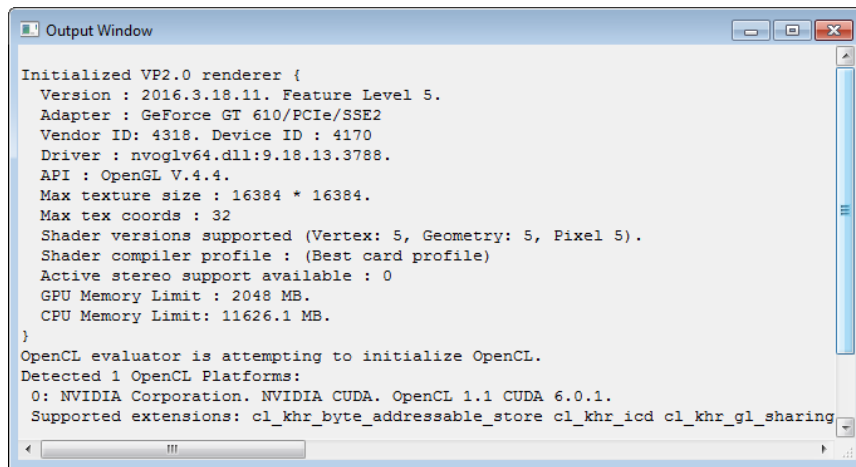 Output Window
Initialized VP2.0 renderer {
Version : 2016.3.18.11. Feature Level 5.
Adapter : GeForce GT 610/PCIe/SSE2
Vendor ID: 4318. Device ID : 4170
Driver : nvoglv64.dll:9.18.13.3788.
API : OpenGL V.4.4.
Max texture size : 16384 * 16384.
Max tex coords : 32
Shader versions supported (Vertex: 5, Geometry: 5, Pixel 5).
Shader compiler profile : (Best card profile)
Active stereo support available : 0
GPU Memory Limit : 2048 MB.
CPU Memory Limit: 11626.1 MB.
}
OpenCL evaluator is attempting to initialize OpenCL.
Detected 1 OpenCL Platforms:
0: NVIDIA Corporation. NVIDIA CUDA. OpenCL 1.1 CUDA 6.0.1.
Supported extensions: cl_khr_byte_addressable_store cl_khr_icd cl_khr_gl_sharing